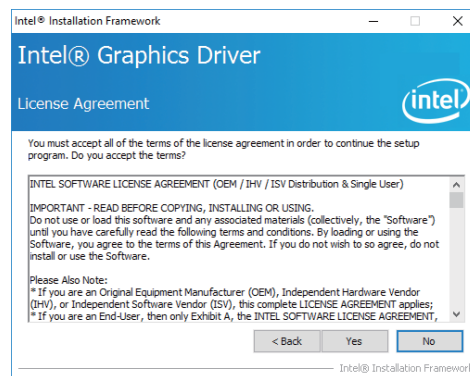 Intel® Installation Framework
Intel® Graphics Driver
License Agreement
intel
You must accept all of the terms of the license agreement in order to continue the setup
program. Do you accept the terms?
INTEL SOFTWARE LICENSE AGREEMENT (OEM / IHV / ISV Distribution & Single User)
IMPORTANT - READ BEFORE COPYING, INSTALLING OR USING.
Do not use or load this software and any associated materials (collectively, the "Software")
until you have carefully read the following terms and conditions. By loading or using the
Software, you agree to the terms of this Agreement. If you do not wish to so agree, do not
install or use the Software.
Please Also Note:
* If you are an Original Equipment Manufacturer (OEM), Independent Hardware Vendor
(IHV), or Independent Software Vendor (ISV), this complete LICENSE AGREEMENT applies;
* If you are an End-User, then only Exhibit A, the INTEL SOFTWARE LICENSE AGREEMENT,
< Back Yes No
Intel® Installation Framework